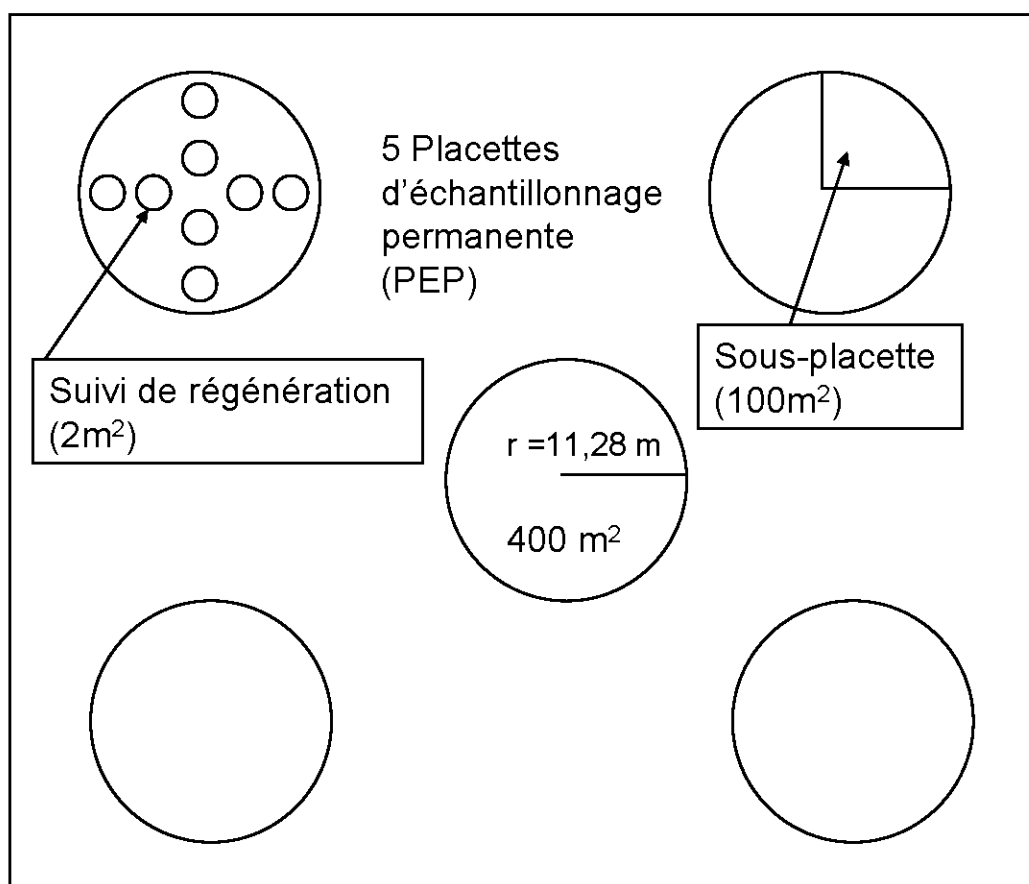 5 Placettes
d'échantillonnage
permanente
(PEP)
Suivi de régénération
(2m²)
Sous-placette
(100m²)
r =11,28 m
400 m²